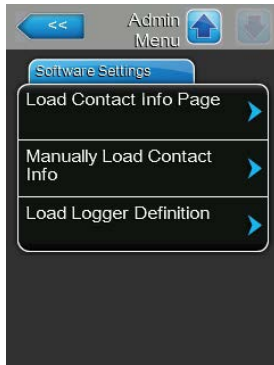 <<
Admin
Menu
Software Settings
Load Contact Info Page
Manually Load Contact
Info
Load Logger Definition